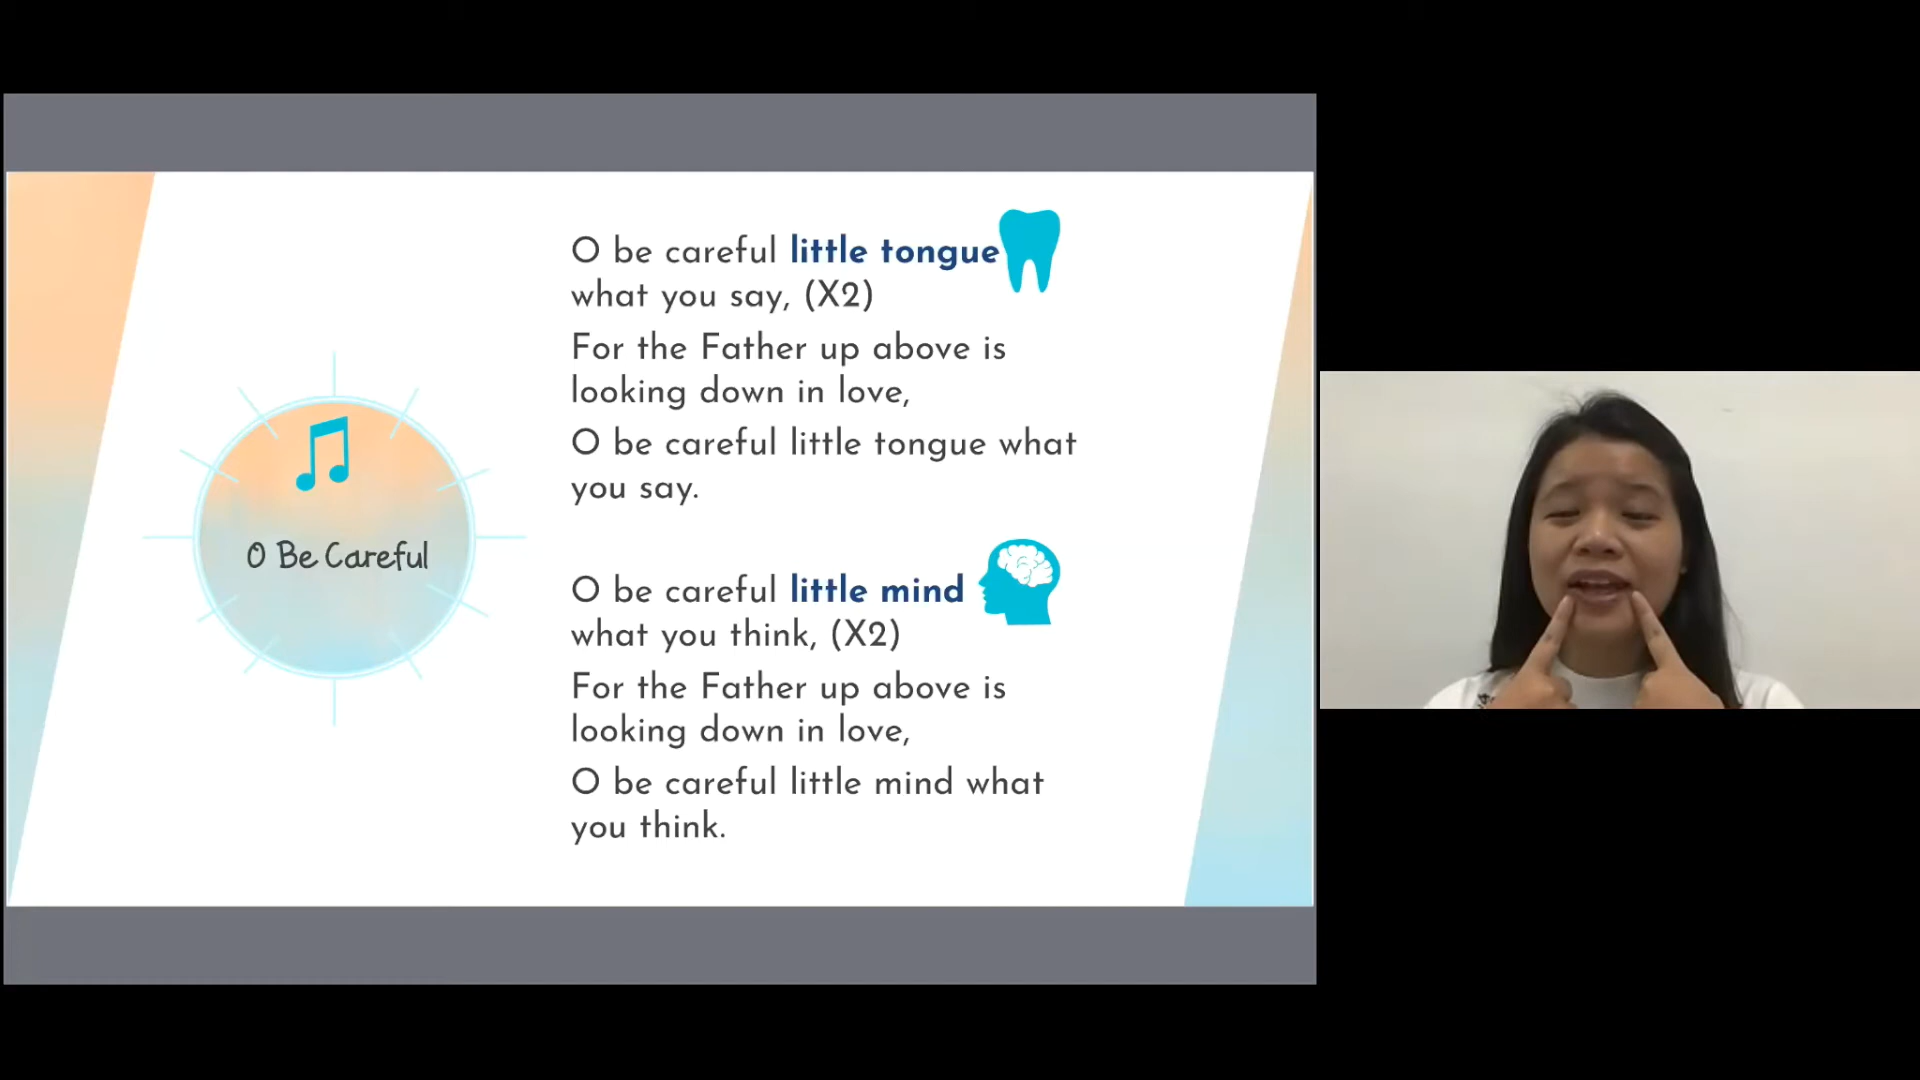 O Be Careful
O be careful little tongue
what you say, (X2)
For the Father up above is
looking down in love,
O be careful little tongue what
you say.
O be careful little mind
what you think, (X2)
For the Father up above is
looking down in love,
O be careful little mind what
you think.